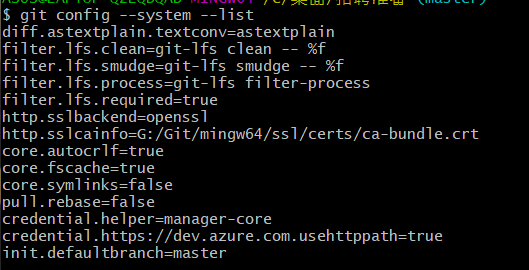 $ git config --system --list
diff.astextplain.textconv=astextplain
filter.lfs.clean=git-lfs clean -- %f
filter.lfs.smudge=git-lfs smudge -- %f
filter.lfs.process=git-lfs filter-process
filter.lfs.required=true
http.sslbackend=openssl
http.sslcainfo=G:/Git/mingw64/ssl/certs/ca-bundle.crt
core.autocrlf=true
core.fscache=true
core.symlinks=false
pull.rebase=false
credential.helper=manager-core
credential.https://dev.azure.com.usehttppath=true
init.defaultbranch=master